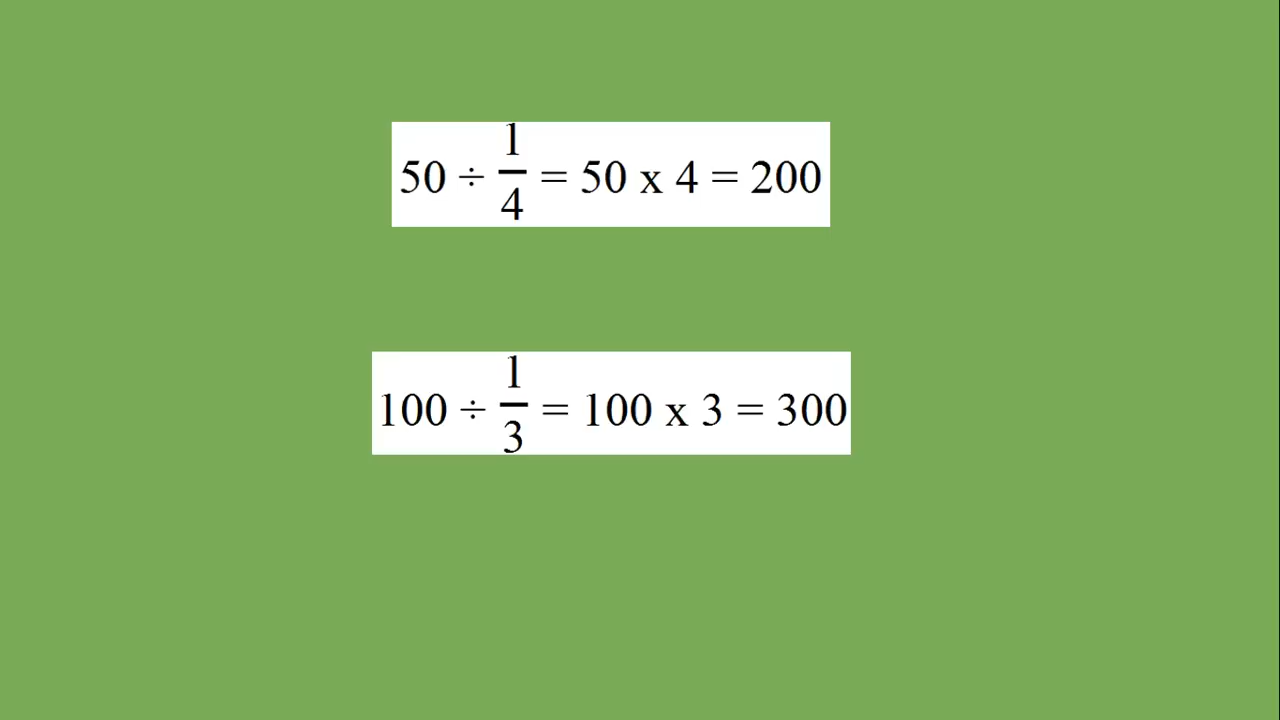 50 ÷ 1/4 = 50 x 4 = 200
100 ÷ 1/3 = 100 x 3 = 300